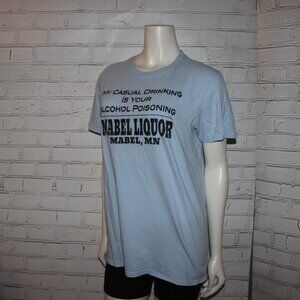 MY CASUAL DRINKING
IS YOUR
ALCOHOL POISONING
MABEL LIQUOR
MABEL, MN